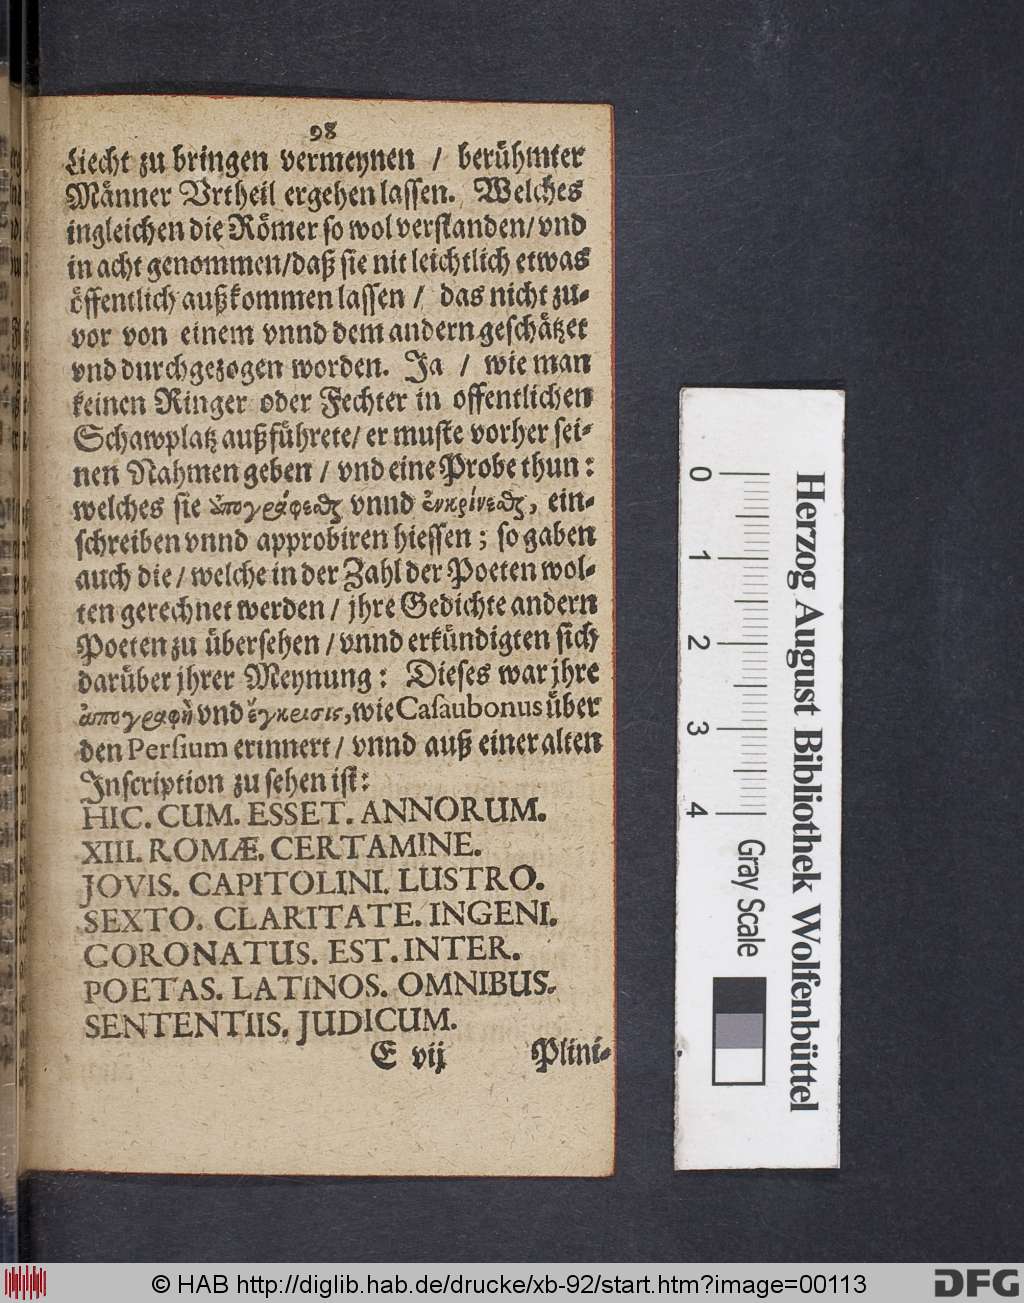 98
Liecht zu bringen vermeynen / berühmter
Männer Vrtheil ergehen lassen. Welches
ingleichen die Römer so wol verstanden/ vnd
in acht genommen/daß sie nit leichtlich etwas
öffentlich außkommen lassen / das nicht zu-
vor von einem vnnd dem andern geschätzet
vnd durchgezogen worden. Ja / wie man
keinen Ringer oder Fechter in offentlichen
Schawplatz außführete/ er muste vorher sei-
nen Nahmen geben / vnd eine Probe thun:
welches sie ἀπογράφεσθαι vnnd ἐνκρίνεσθαι, ein-
schreiben vnnd approbiren hiessen; so gaben
auch die/ welche in der Zahl der Poeten wol-
ten gerechnet werden / jhre Gedichte andern
Poeten zu übersehen / vnnd erkündigten sich
darüber jhrer Meynung: Dieses war jhre
ἀπογραφὴ vnd ἔγκρισις, wie Casaubonus über
den Persium erinnert / vnnd auß einer alten
Inscription zu sehen ist:
HIC. CUM. ESSET. ANNORUM.
XIII. ROMÆ. CERTAMINE.
JOVIS. CAPITOLINI. LUSTRO.
SEXTO. CLARITATE. INGENI.
CORONATUS. EST. INTER.
POETAS. LATINOS. OMNIBUS.
SENTENTIIS. JUDICUM.
E vij Plini-
0 1 2 3 4
Gray Scale
Herzog August Bibliothek Wolfenbüttel
© HAB http://diglib.hab.de/drucke/xb-92/start.htm?image=00113
DFG